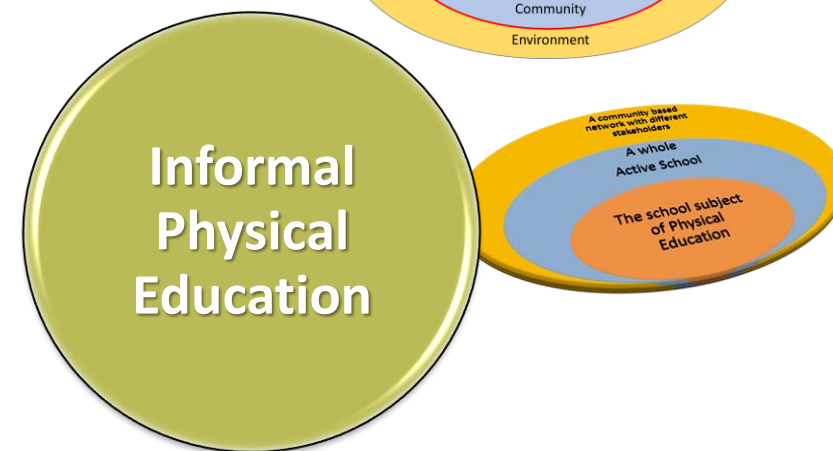 Community
Environment
A community based
network with different
stakeholders
A whole
Active School
The school subject
of Physical
Education
Informal
Physical
Education